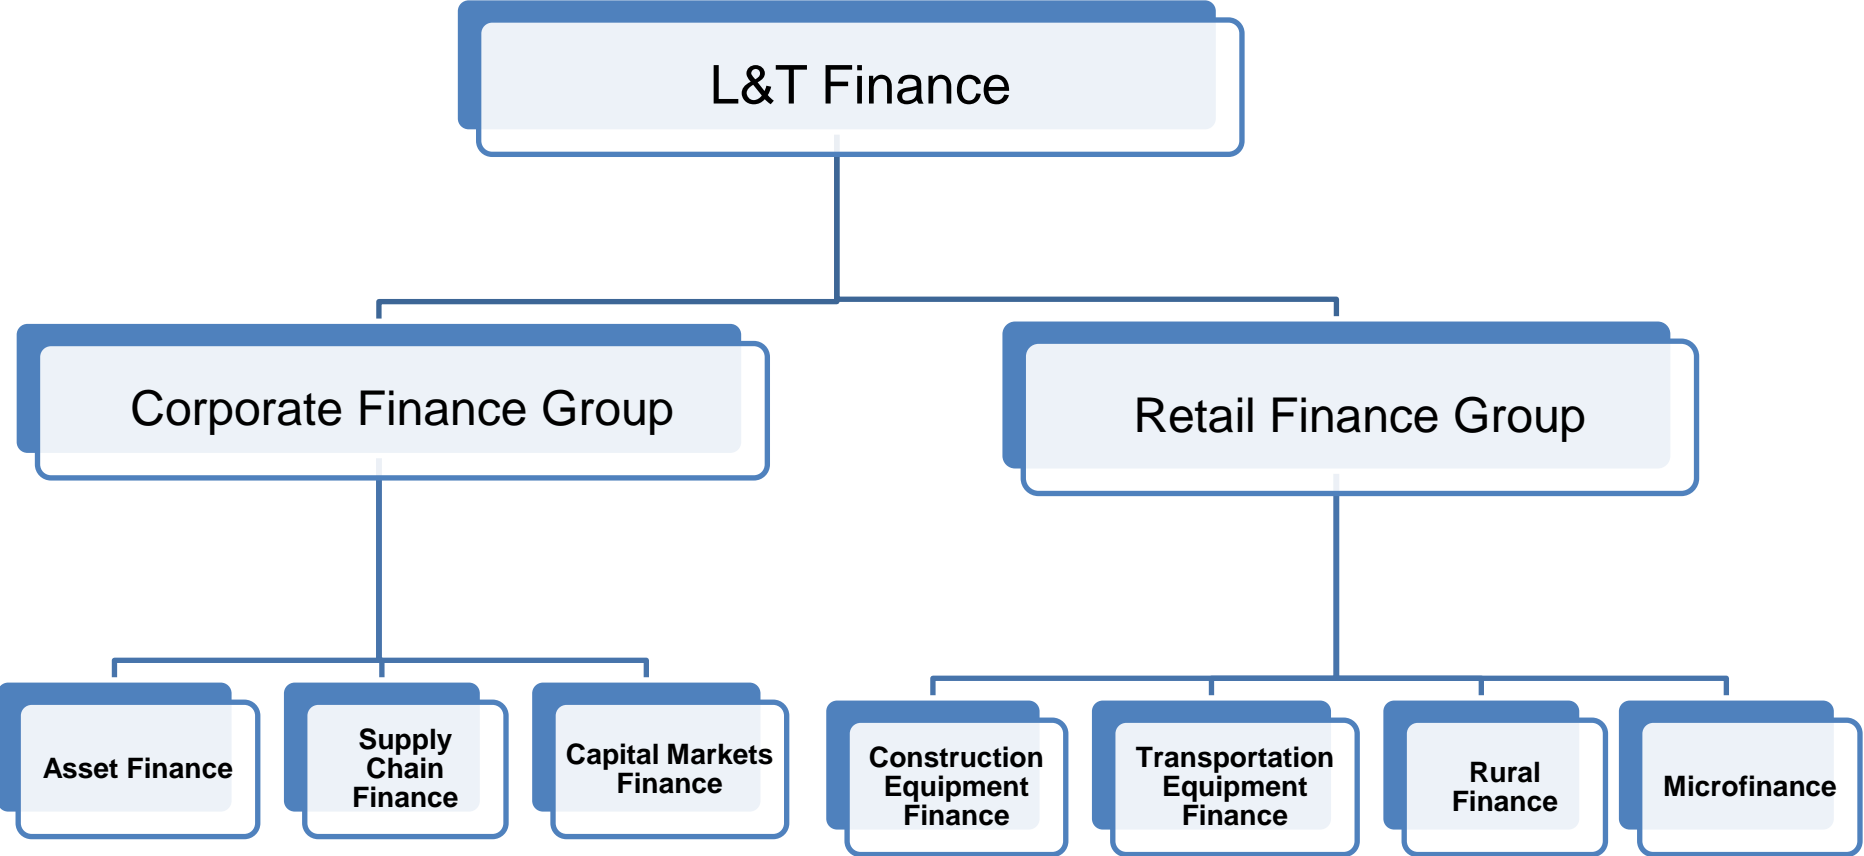 L&T Finance
Corporate Finance Group
Retail Finance Group
Asset Finance
Supply
Chain
Finance
Capital Markets
Finance
Construction
Equipment
Finance
Transportation
Equipment
Finance
Rural
Finance
Microfinance